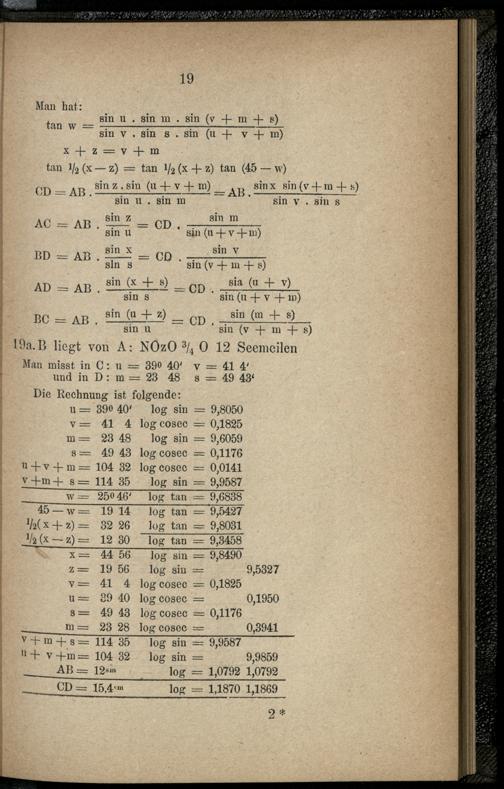 19
Man hat:
tan w = sin u . sin m . sin (v + m + s) / sin v . sin s . sin (u + v + m)
x + z = v + m
tan ½ (x — z) = tan ½ (x + z) tan (45 — w)
CD = AB . sin z . sin (u + v + m) / sin u . sin m = AB . sin x sin (v + m + s) / sin v . sin s
AC = AB . sin z / sin u = CD . sin m / sin (u + v + m)
BD = AB . sin x / sin s = CD . sin v / sin (v + m + s)
AD = AB . sin (x + s) / sin s = CD . sia (u + v) / sin (u + v + m)
BC = AB . sin (u + z) / sin u = CD . sin (m + s) / sin (v + m + s)
19a. B liegt von A: NOzO ¾ O 12 Seemeilen
Man misst in C: u = 39º 40′ v = 41 4′
und in D: m = 23 48 s = 49 43‘
Die Rechnung ist folgende:
u = 39º 40′ log sin = 9,8050
v = 41 4 log cosec = 0,1825
m = 23 48 log sin = 9,6059
s = 49 43 log cosec = 0,1176
u + v + m = 104 32 log cosec = 0,0141
v + m + s = 114 35 log sin = 9,9587
w = 25º 46′ log tan = 9,6838
45 — w = 19 14 log tan = 9,5427
½ (x + z) = 32 26 log tan = 9,8031
½ (x — z) = 12 30 log tan = 9,3458
x = 44 56 log sin = 9,8490
z = 19 56 log sin = 9,5327
v = 41 4 log cosec = 0,1825
u = 39 40 log cosec = 0,1950
s = 49 43 log cosec = 0,1176
m = 23 28 log cosec = 0,3941
v + m + s = 114 35 log sin = 9,9587
u + v + m = 104 32 log sin = 9,9859
AB = 12 sm log = 1,0792 1,0792
CD = 15,4 sm log = 1,1870 1,1869
2 *